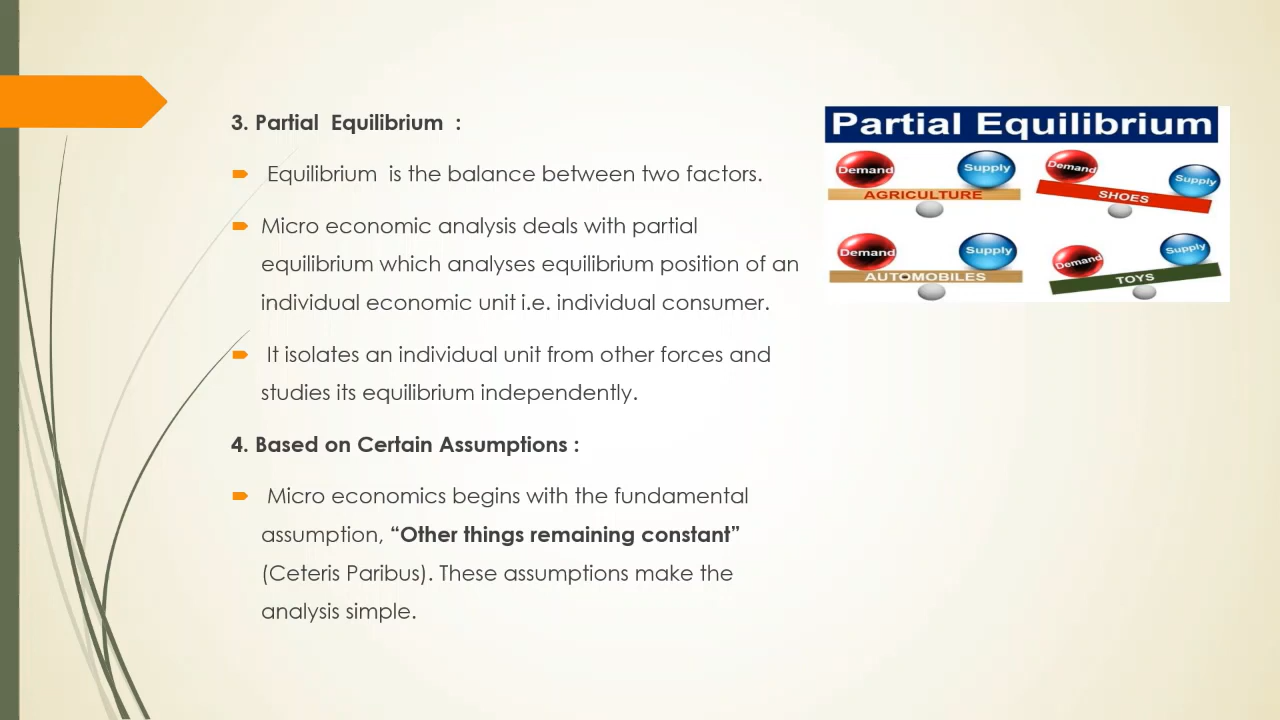 3. Partial Equilibrium :
Equilibrium is the balance between two factors.
Micro economic analysis deals with partial
equilibrium which analyses equilibrium position of an
individual economic unit i.e. individual consumer.
It isolates an individual unit from other forces and
studies its equilibrium independently.
4. Based on Certain Assumptions :
Micro economics begins with the fundamental
assumption, “Other things remaining constant”
(Ceteris Paribus). These assumptions make the
analysis simple.
Partial Equilibrium
Demand
Supply
AGRICULTURE
Demand
Supply
SHOES
Demand
Supply
AUTOMOBILES
Demand
Supply
TOYS